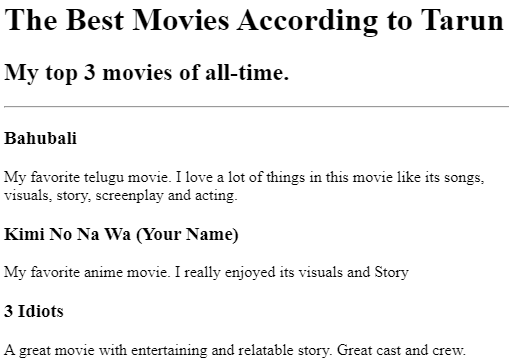 The Best Movies According to Tarun
My top 3 movies of all-time.
Bahubali
My favorite telugu movie. I love a lot of things in this movie like its songs,
visuals, story, screenplay and acting.
Kimi No Na Wa (Your Name)
My favorite anime movie. I really enjoyed its visuals and Story
3 Idiots
A great movie with entertaining and relatable story. Great cast and crew.